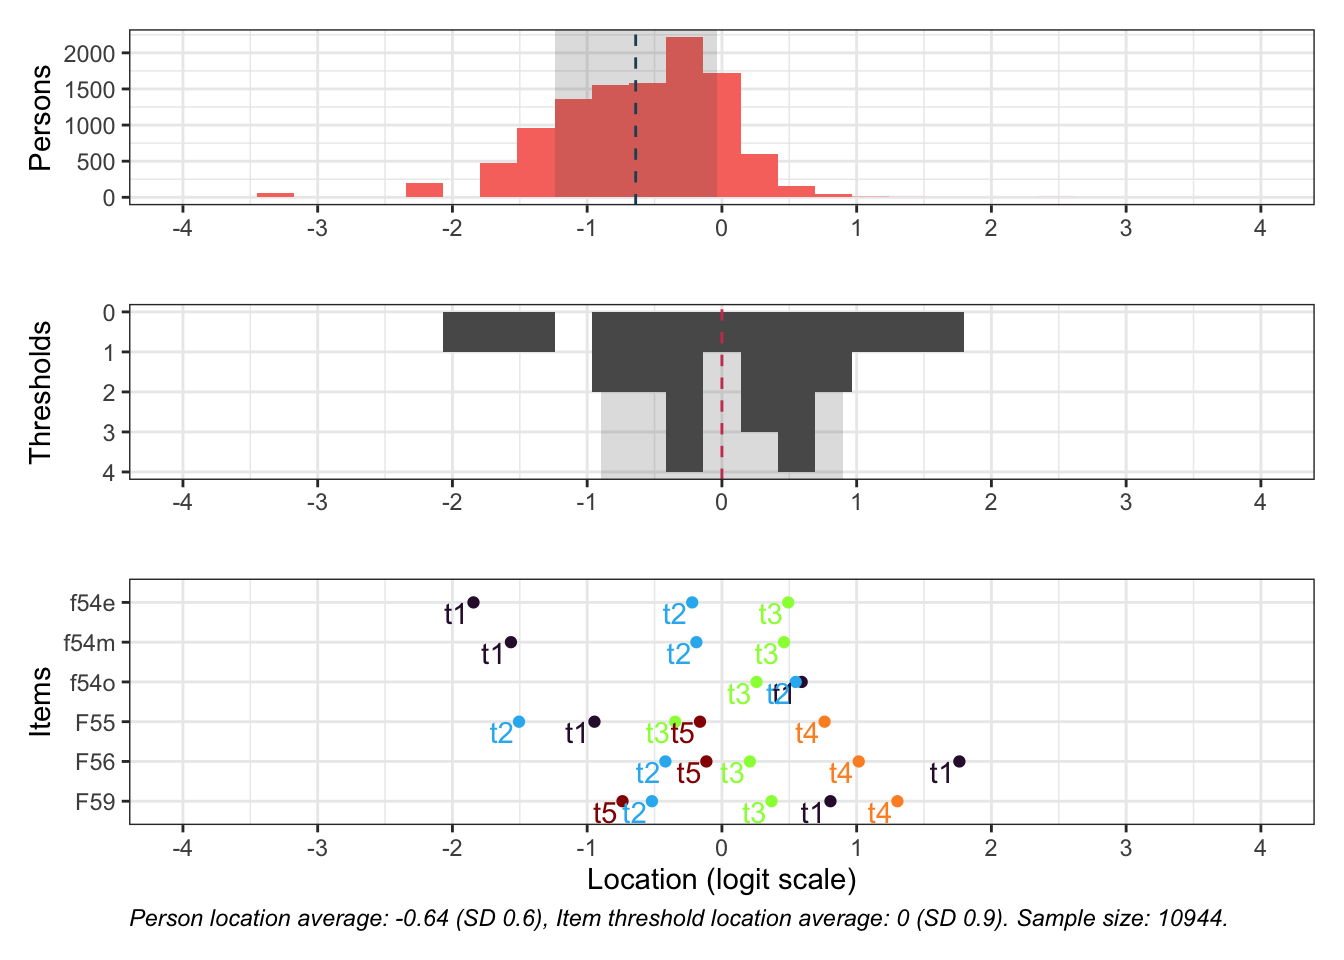 Persons
2000
1500
1000
500
0
-4 -3 -2 -1 0 1 2 3 4
Thresholds
0
1
2
3
4
-4 -3 -2 -1 0 1 2 3 4
Items
f54e t1 t2 t3
f54m t1 t2 t3
f54o t3 t2 t1
F55 t2 t1 t3 t5 t4
F56 t2 t5 t3 t4 t1
F59 t5 t2 t3 t1 t4
-4 -3 -2 -1 0 1 2 3 4
Location (logit scale)
Person location average: -0.64 (SD 0.6), Item threshold location average: 0 (SD 0.9). Sample size: 10944.